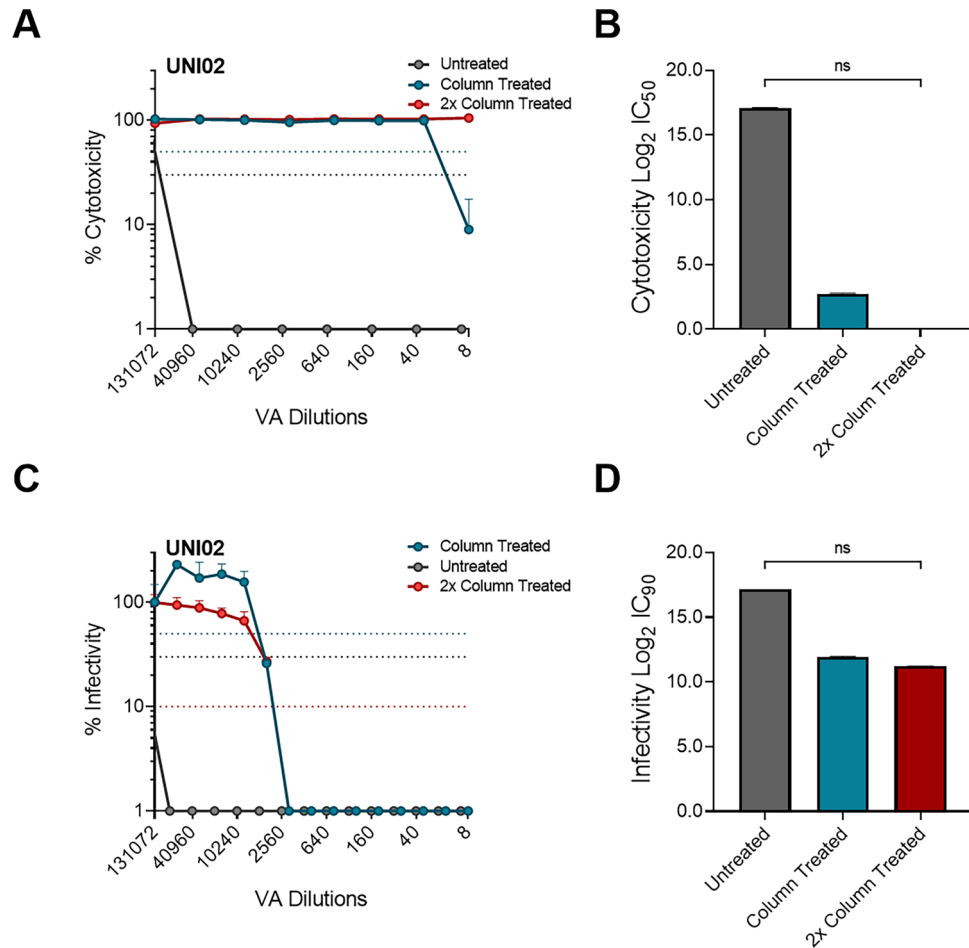 A
UNI02
Untreated
Column Treated
2x Column Treated
% Cytotoxicity
100
10
1
131072
40960
10240
2560
640
160
40
8
VA Dilutions
B
ns
Cytotoxicity Log2 IC50
20.0
15.0
10.0
5.0
0.0
Untreated
Column Treated
2x Colum Treated
C
UNI02
Column Treated
Untreated
2x Column Treated
% Infectivity
100
10
1
131072
40960
10240
2560
640
160
40
8
VA Dilutions
D
ns
Infectivity Log2 IC90
20.0
15.0
10.0
5.0
0.0
Untreated
Column Treated
2x Column Treated